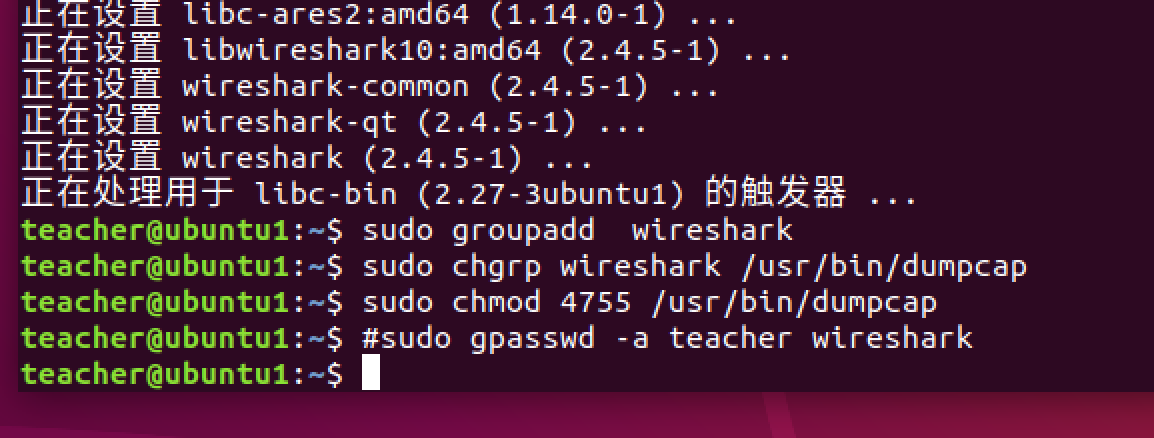 正在设置 libc-ares2:amd64 (1.14.0-1) ...
正在设置 libwireshark10:amd64 (2.4.5-1) ...
正在设置 wireshark-common (2.4.5-1) ...
正在设置 wireshark-qt (2.4.5-1) ...
正在设置 wireshark (2.4.5-1) ...
正在处理用于 libc-bin (2.27-3ubuntu1) 的触发器 ...
teacher@ubuntu1:~$ sudo groupadd  wireshark
teacher@ubuntu1:~$ sudo chgrp wireshark /usr/bin/dumpcap
teacher@ubuntu1:~$ sudo chmod 4755 /usr/bin/dumpcap
teacher@ubuntu1:~$ #sudo gpasswd -a teacher wireshark
teacher@ubuntu1:~$